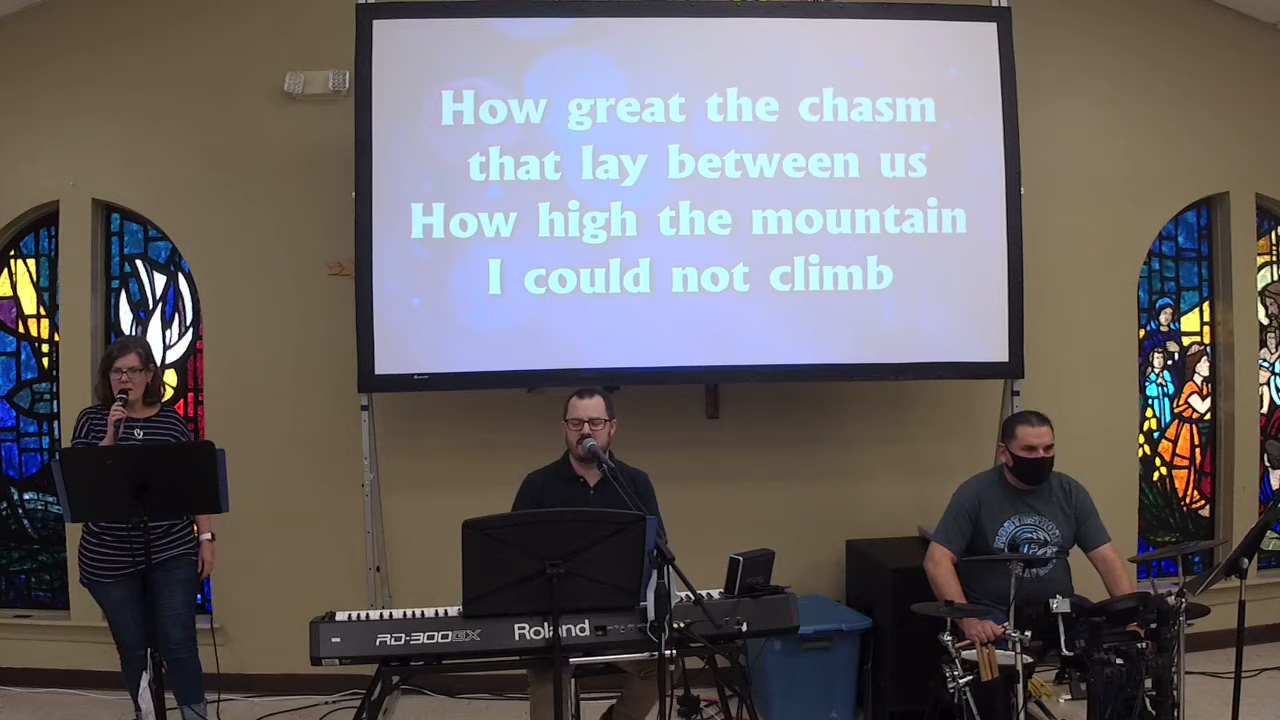 How great the chasm
that lay between us
How high the mountain
I could not climb
RD-300GX Roland